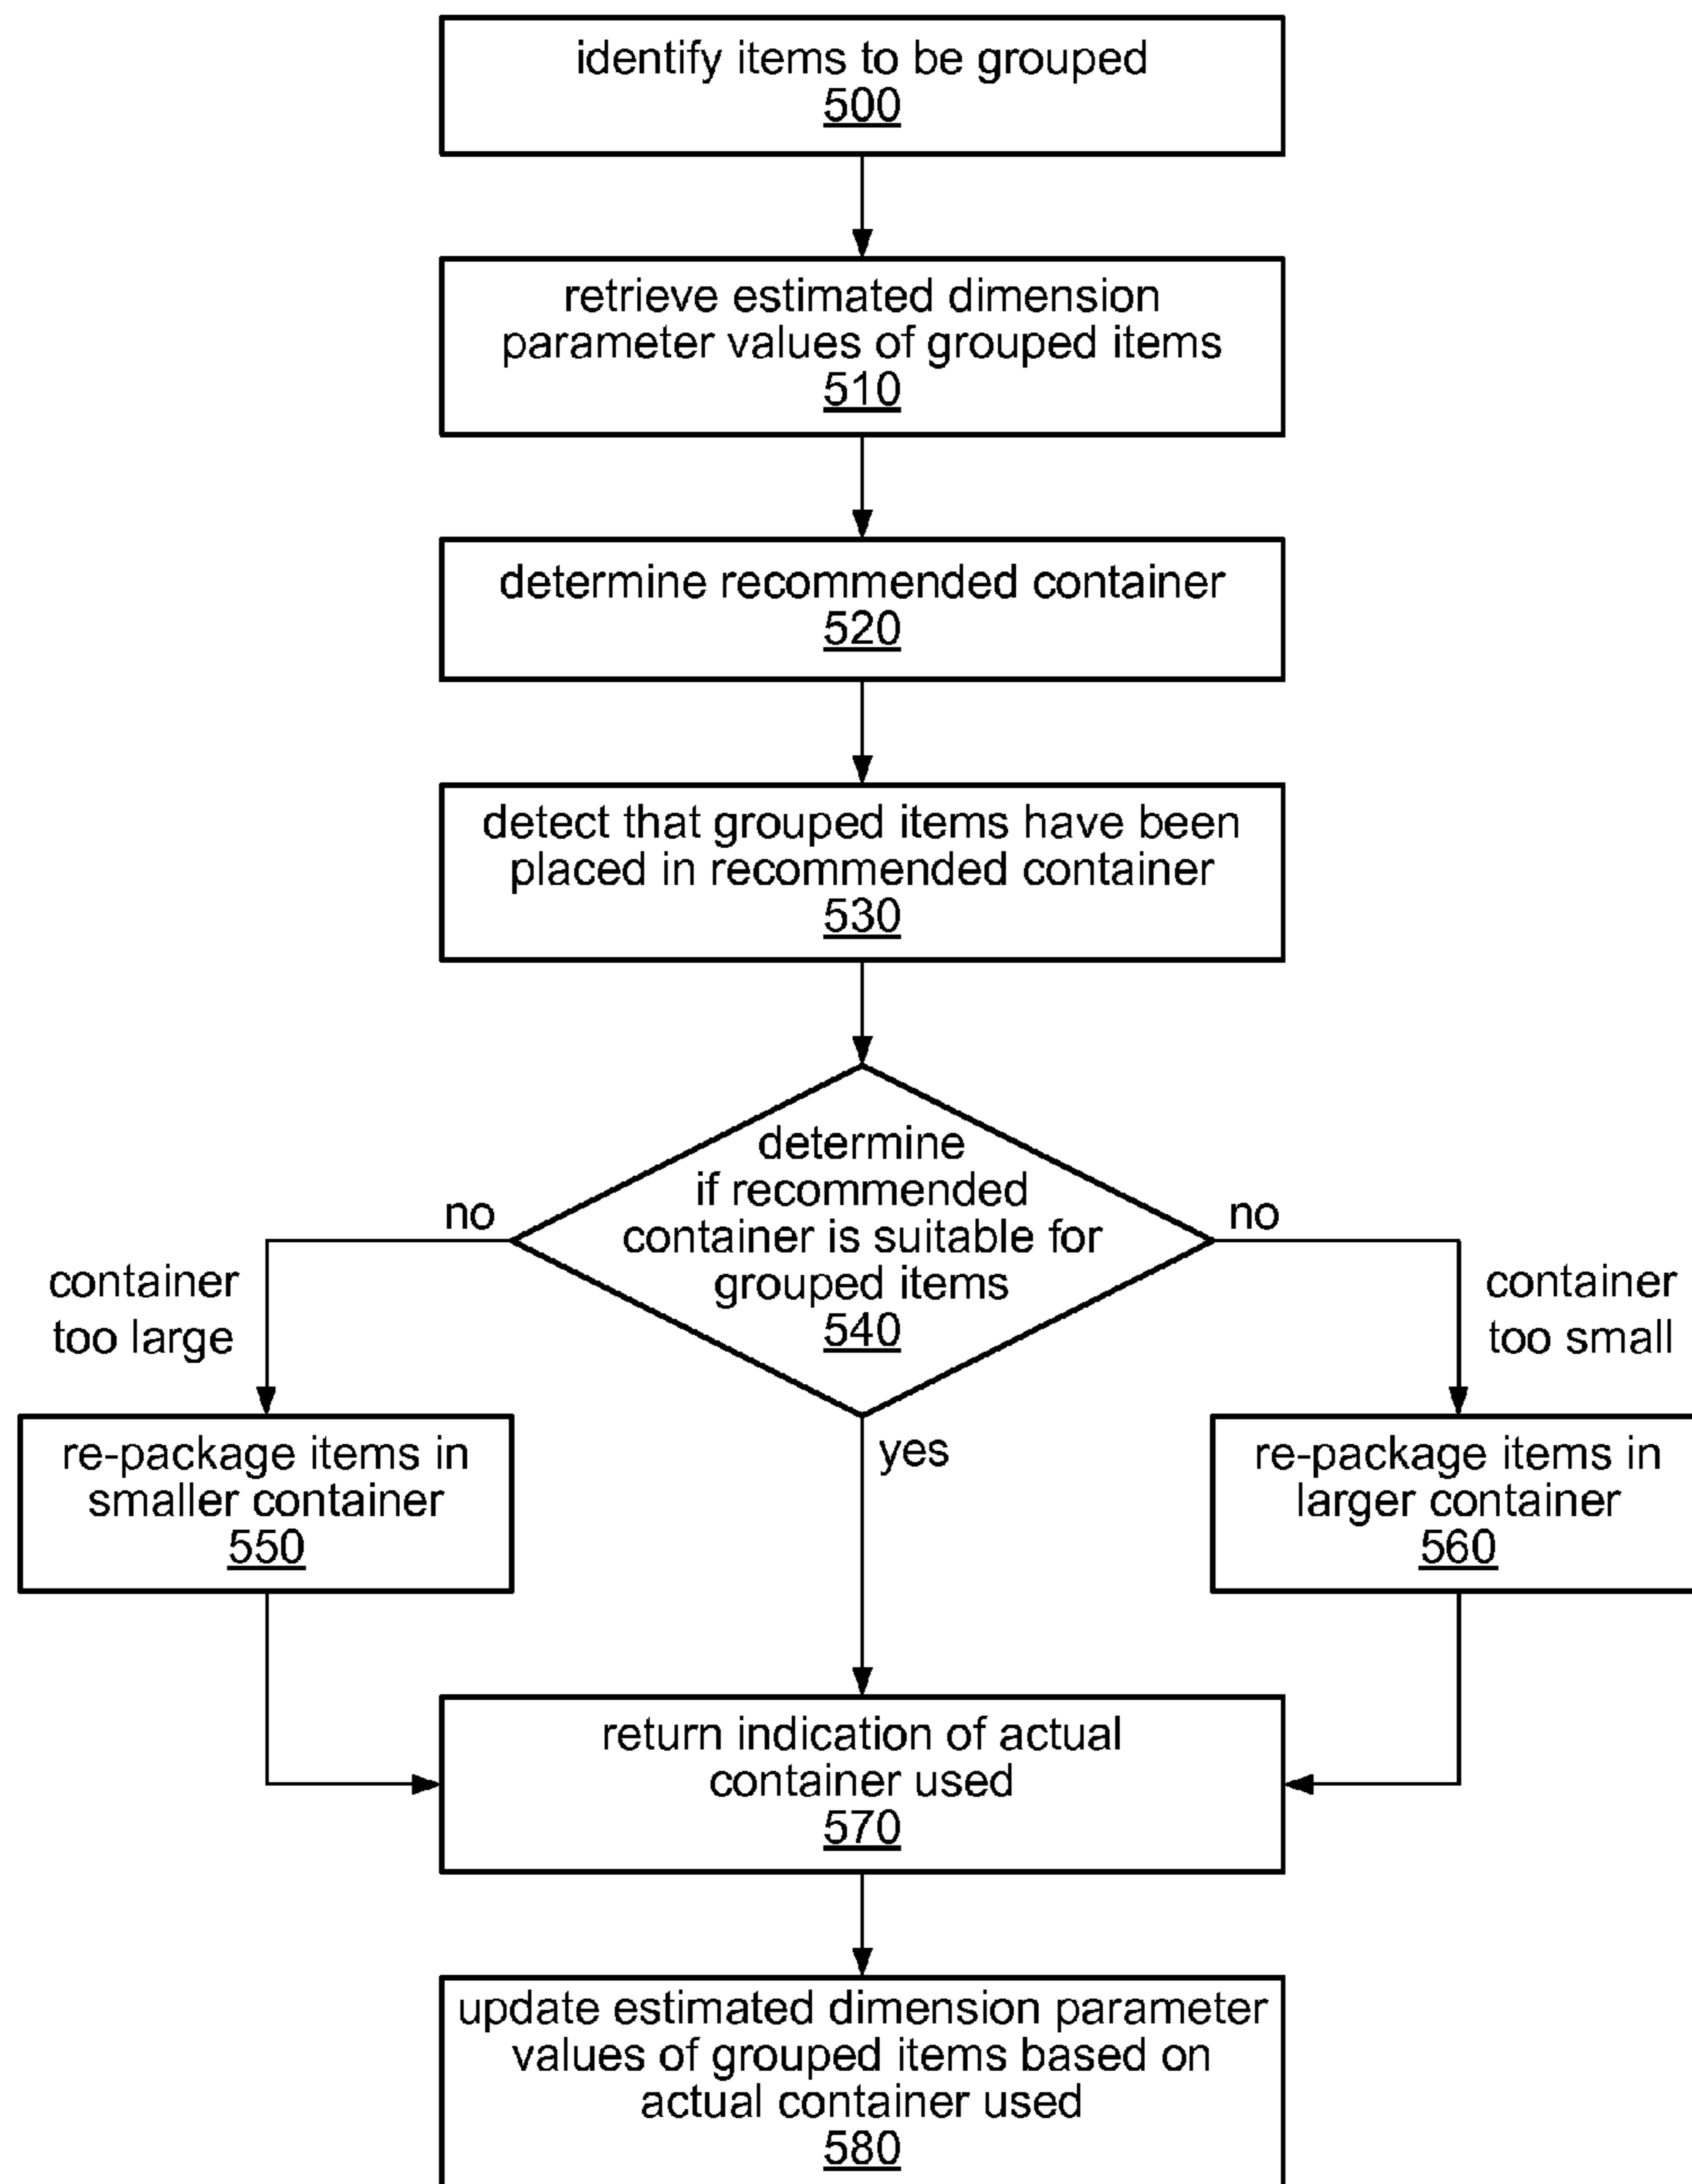 identify items to be grouped
500
retrieve estimated dimension
parameter values of grouped items
510
determine recommended container
520
detect that grouped items have been
placed in recommended container
530
determine
if recommended
container is suitable for
grouped items
540
no
container
too large
no
container
too small
yes
re-package items in
smaller container
550
re-package items in
larger container
560
return indication of actual
container used
570
update estimated dimension parameter
values of grouped items based on
actual container used
580